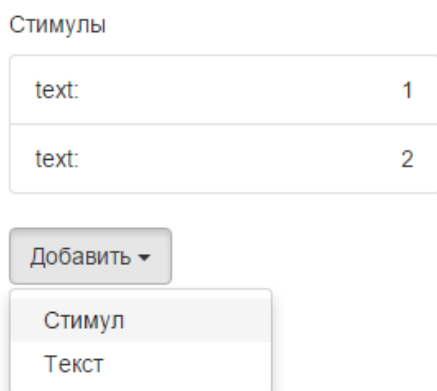 Стимулы
text: 1
text: 2
Добавить
Стимул
Текст